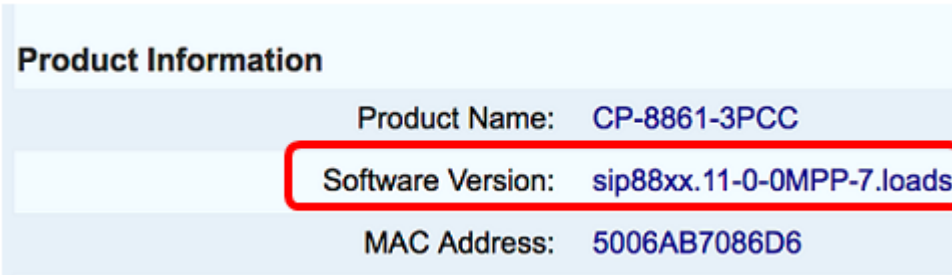 Product Information
Product Name: CP-8861-3PCC
Software Version: sip88xx.11-0-0MPP-7.loads
MAC Address: 5006AB7086D6